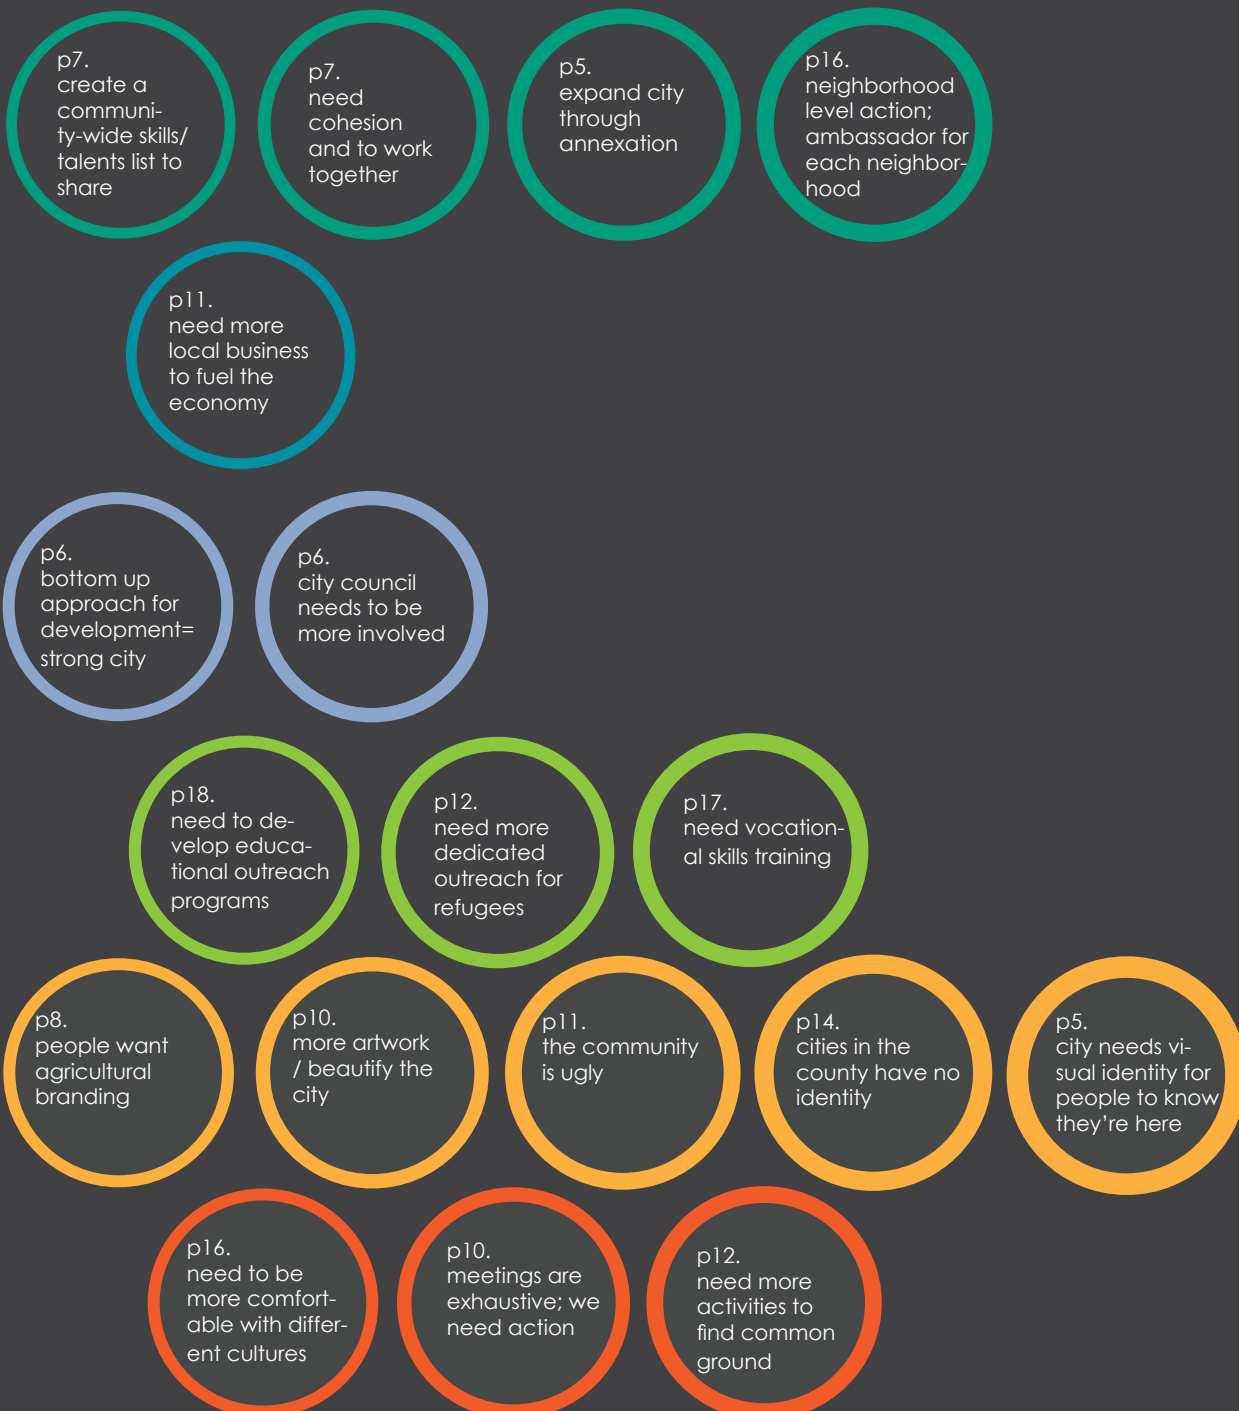 p7.
create a
communi-
ty-wide skills/
talents list to
share
p7.
need
cohesion
and to work
together
p5.
expand city
through
annexation
p16.
neighborhood
level action;
ambassador for
each neighbor-
hood
p11.
need more
local business
to fuel the
economy
p6.
bottom up
approach for
development=
strong city
p6.
city council
needs to be
more involved
p18.
need to de-
velop educa-
tional outreach
programs
p12.
need more
dedicated
outreach for
refugees
p17.
need vocation-
al skills training
p8.
people want
agricultural
branding
p10.
more artwork
/ beautify the
city
p11.
the community
is ugly
p14.
cities in the
county have no
identity
p5.
city needs vi-
sual identity for
people to know
they're here
p16.
need to be
more comfort-
able with differ-
ent cultures
p10.
meetings are
exhaustive; we
need action
p12.
need more
activities to
find common
ground